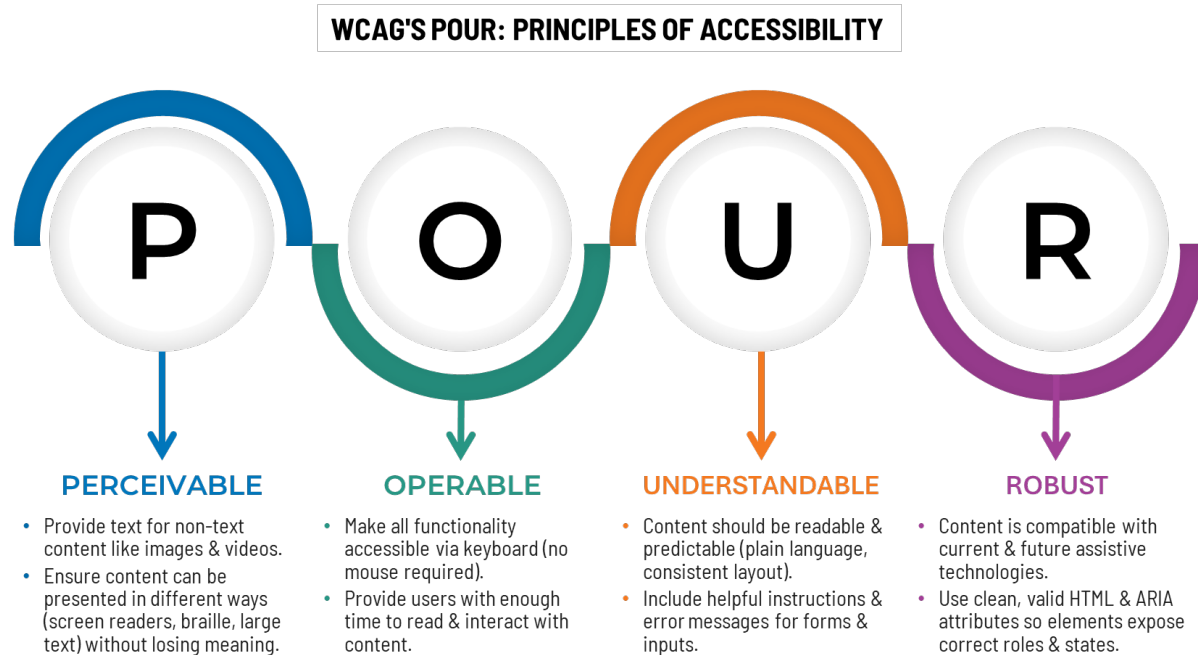 WCAG'S POUR: PRINCIPLES OF ACCESSIBILITY
P
O
U
R
PERCEIVABLE
• Provide text for non-text
content like images & videos.
• Ensure content can be
presented in different ways
(screen readers, braille, large
text) without losing meaning.
OPERABLE
• Make all functionality
accessible via keyboard (no
mouse required).
• Provide users with enough
time to read & interact with
content.
UNDERSTANDABLE
• Content should be readable &
predictable (plain language,
consistent layout).
• Include helpful instructions &
error messages for forms &
inputs.
ROBUST
• Content is compatible with
current & future assistive
technologies.
• Use clean, valid HTML & ARIA
attributes so elements expose
correct roles & states.